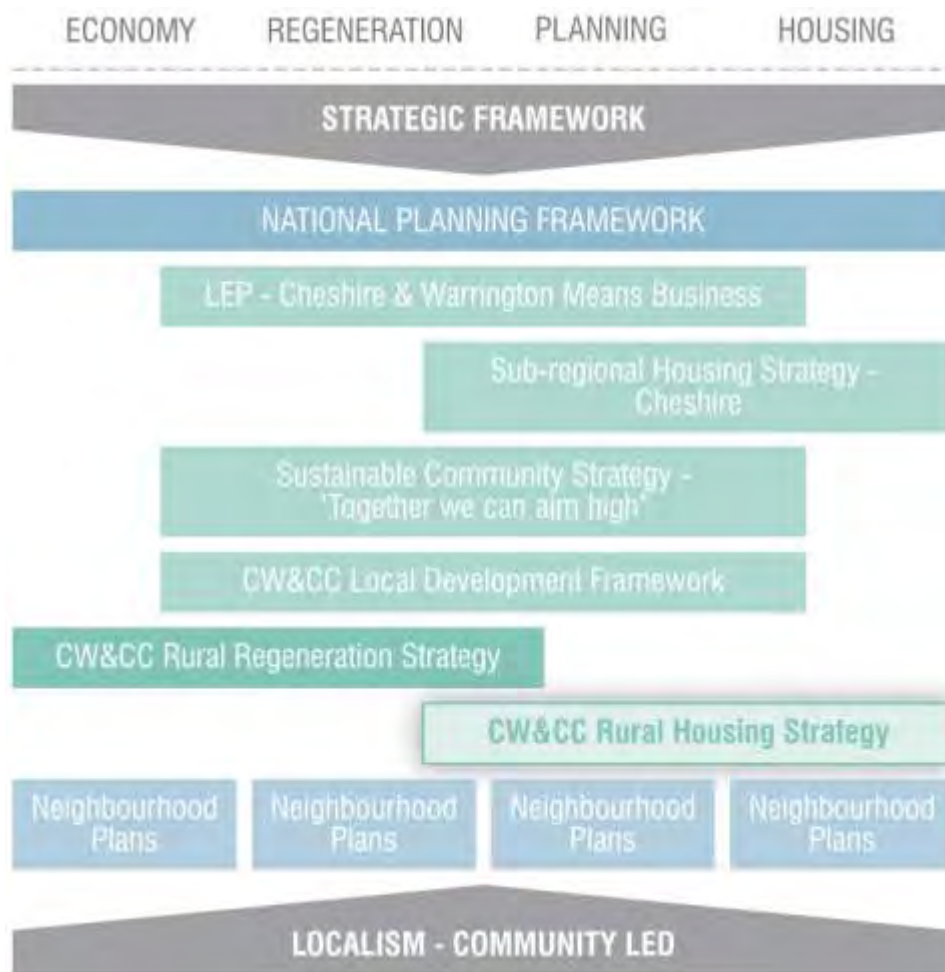 ECONOMY REGENERATION PLANNING HOUSING
STRATEGIC FRAMEWORK
NATIONAL PLANNING FRAMEWORK
LEP - Cheshire & Warrington Means Business
Sub-regional Housing Strategy -
Cheshire
Sustainable Community Strategy -
'Together we can aim high'
CW&CC Local Development Framework
CW&CC Rural Regeneration Strategy
CW&CC Rural Housing Strategy
Neighbourhood Neighbourhood Neighbourhood Neighbourhood
Plans Plans Plans Plans
LOCALISM - COMMUNITY LED